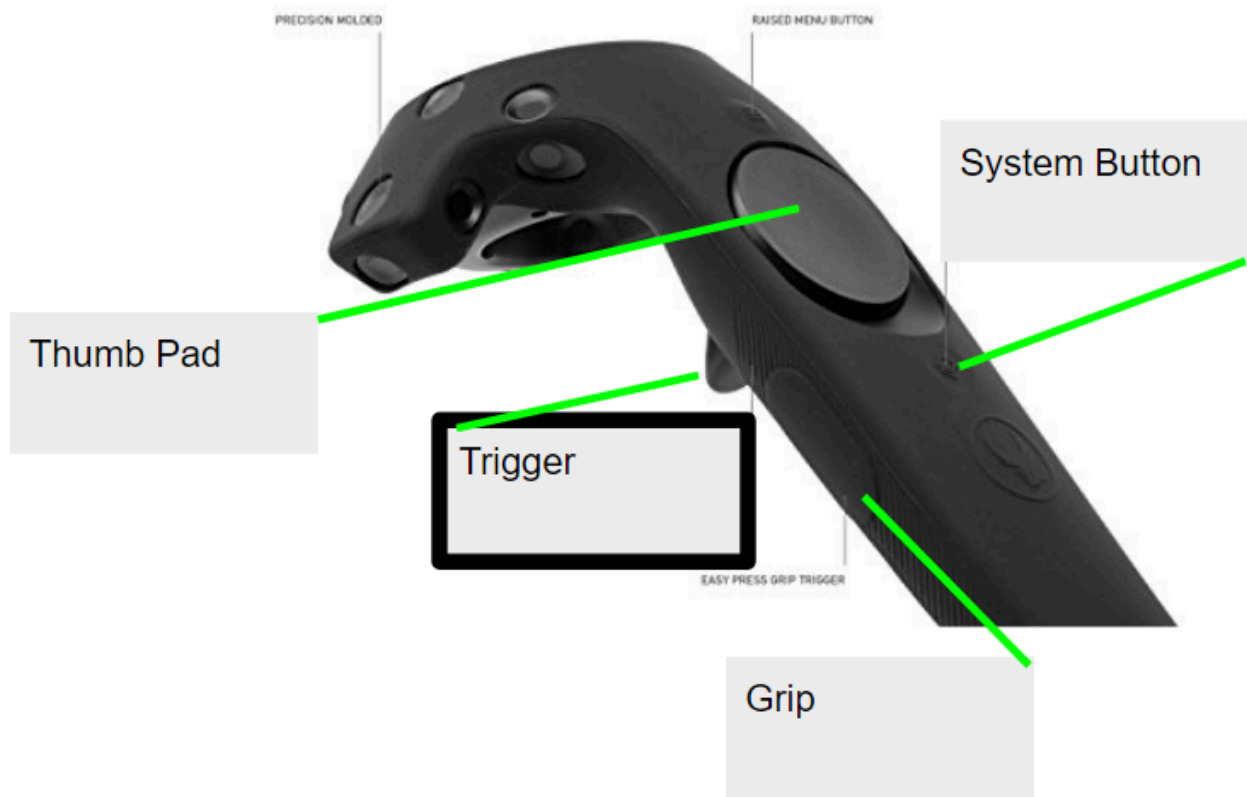 PRECISION MOLDED
RAISED MENU BUTTON
System Button
Thumb Pad
Trigger
EASY PRESS GRIP TRIGGER
Grip